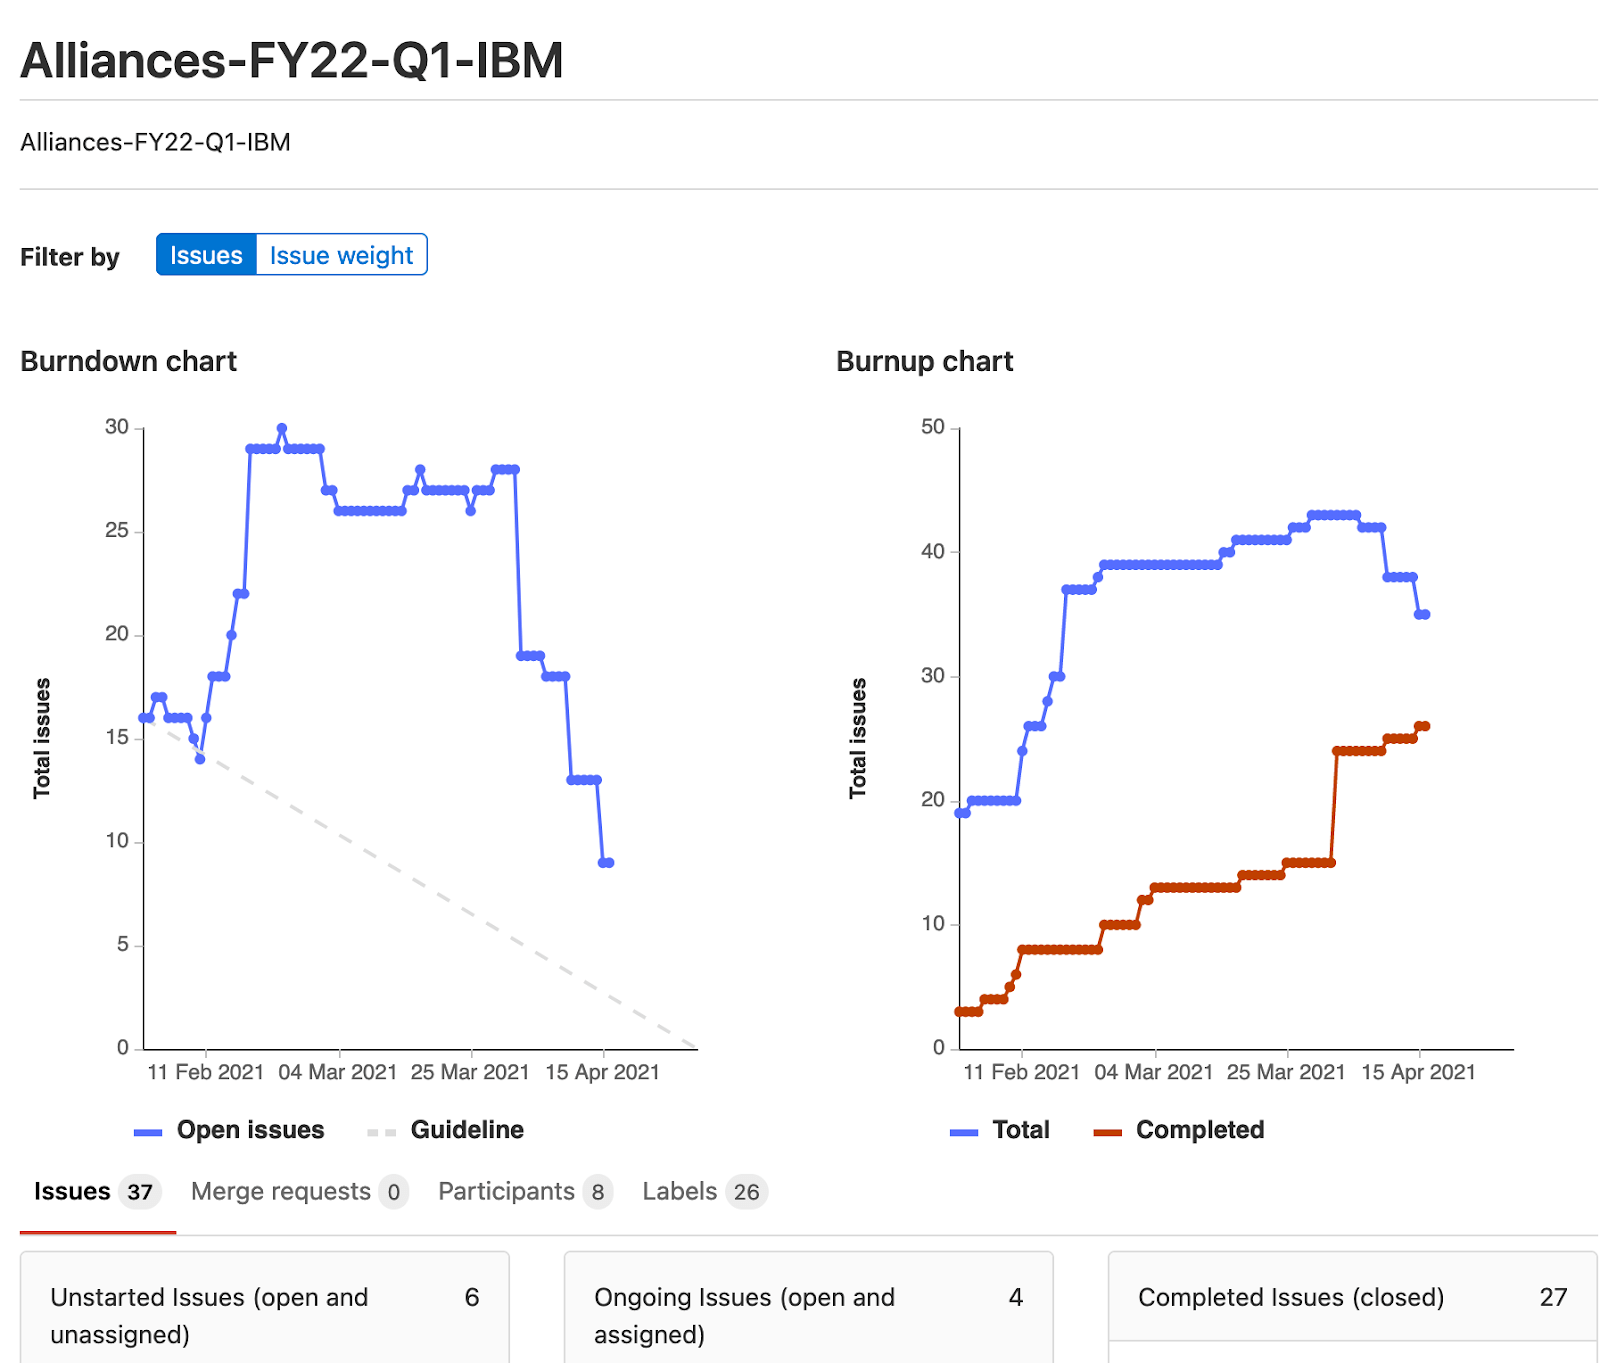 Alliances-FY22-Q1-IBM
Alliances-FY22-Q1-IBM
Filter by Issues Issue weight
Burndown chart
30
25
20
15
10
5
0
Total issues
11 Feb 2021 04 Mar 2021 25 Mar 2021 15 Apr 2021
Open issues Guideline
Burnup chart
50
40
30
20
10
0
Total issues
11 Feb 2021 04 Mar 2021 25 Mar 2021 15 Apr 2021
Total Completed
Issues 37 Merge requests 0 Participants 8 Labels 26
Unstarted Issues (open and 6
unassigned)
Ongoing Issues (open and 4
assigned)
Completed Issues (closed) 27